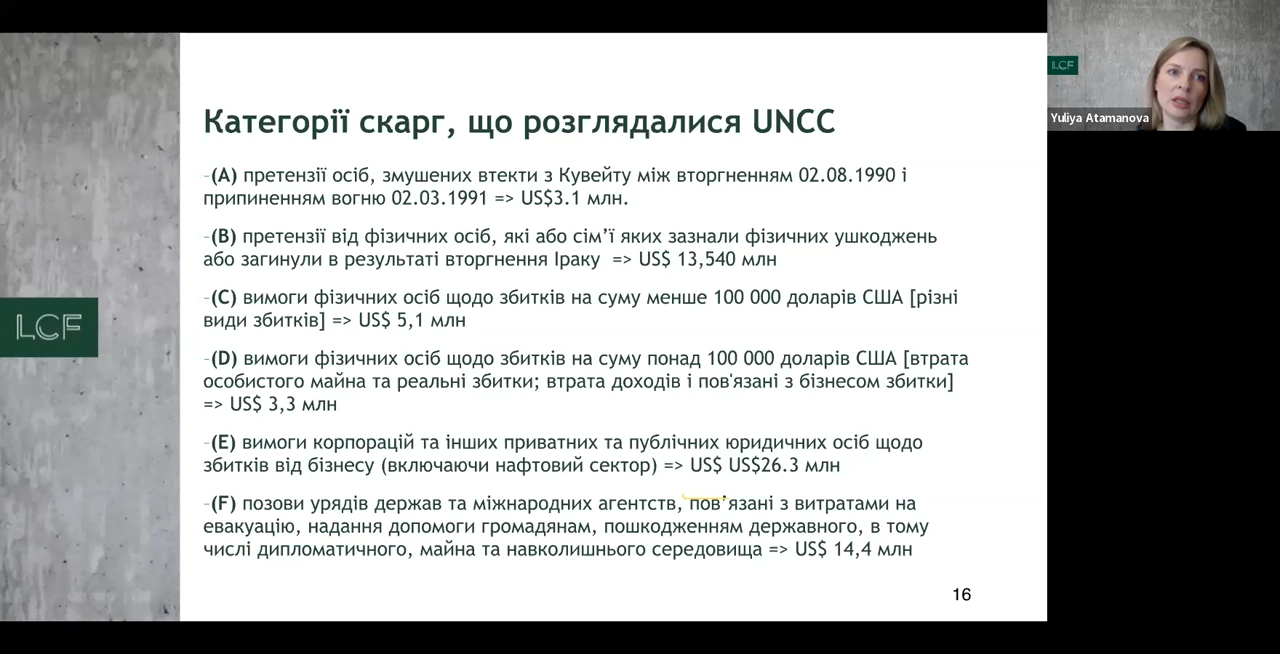 Категорії скарг, що розглядалися UNCC
-(A) претензії осіб, змушених втекти з Кувейту між вторгненням 02.08.1990 і
припиненням вогню 02.03.1991 => US$3.1 млн.
-(B) претензії від фізичних осіб, які або сім’ї яких зазнали фізичних ушкоджень
або загинули в результаті вторгнення Іраку => US$ 13,540 млн
-(C) вимоги фізичних осіб щодо збитків на суму менше 100 000 доларів США [різні
види збитків] => US$ 5,1 млн
-(D) вимоги фізичних осіб щодо збитків на суму понад 100 000 доларів США [втрата
особистого майна та реальні збитки; втрата доходів і пов'язані з бізнесом збитки]
=> US$ 3,3 млн
-(E) вимоги корпорацій та інших приватних та публічних юридичних осіб щодо
збитків від бізнесу (включаючи нафтовий сектор) => US$ US$26.3 млн
-(F) позови урядів держав та міжнародних агентств, пов’язані з витратами на
евакуацію, надання допомоги громадянам, пошкодженням державного, в тому
числі дипломатичного, майна та навколишнього середовища => US$ 14,4 млн
16
LCF
LCF
Yuliya Atamanova